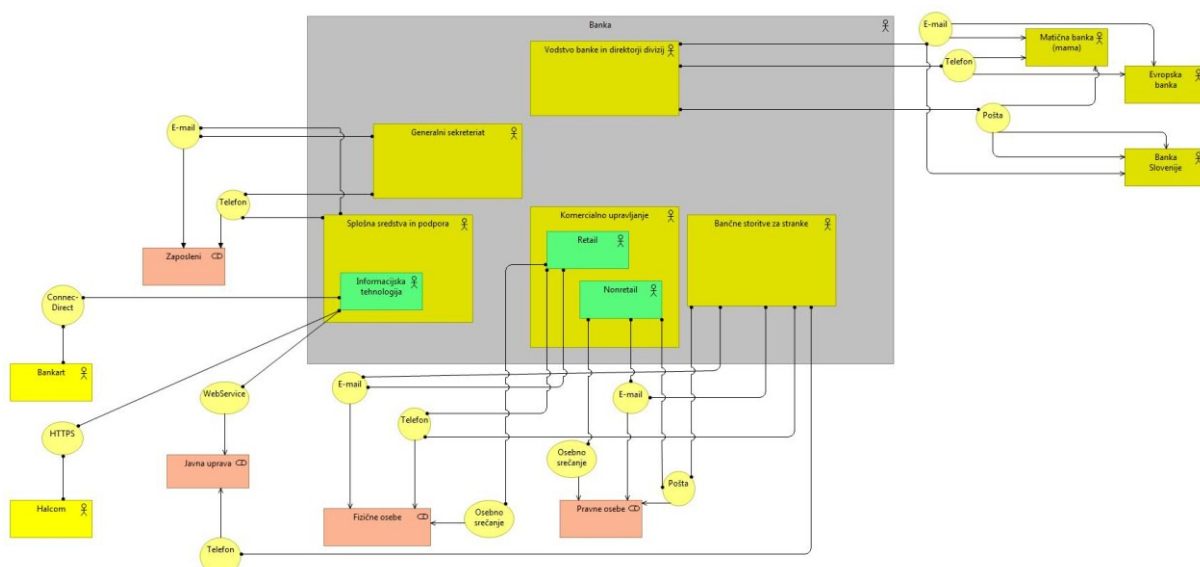 Banka
E-mail
Matična banka
(mama)
Vodstvo banke in direktorji divizij
Telefon
Evropska
banka
Pošta
E-mail
Generalni sekreteriat
Banka
Slovenije
Telefon
Splošna sredstva in podpora
Komercialno upravljanje
Bančne storitve za stranke
Retail
Zaposleni
Informacijska
tehnologija
Nonretail
Connec-
Direct
Bankart
E-mail
WebService
E-mail
Telefon
HTTPS
Osebno
srečanje
Javna uprava
Pošta
Halcom
Fizične osebe
Osebno
srečanje
Pravne osebe
Telefon